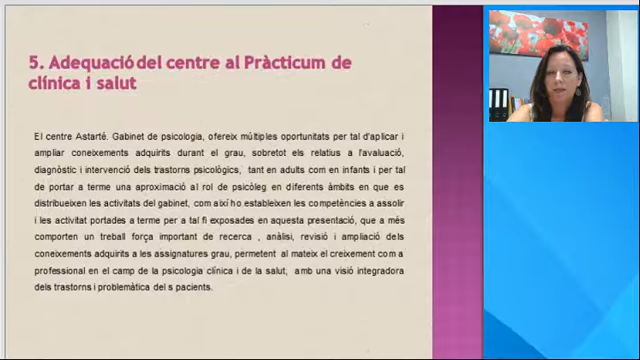 5. Adequació del centre al Pràcticum de
clínica i salut
El centre Astarté. Gabinet de psicologia, ofereix múltiples oportunitats per tal d'aplicar i
ampliar coneixements adquirits durant el grau, sobretot els relatius a l'avaluació,
diagnòstic i intervenció dels trastorns psicològics, tant en adults com en infants i per tal
de portar a terme una aproximació al rol de psicòleg en diferents àmbits en que es
distribueixen les activitats del gabinet, com així ho estableixen les competències a assolir
i les activitat portades a terme per a tal fi exposades en aquesta presentació, que a més
comporten un treball força important de recerca , anàlisi, revisió i ampliació dels
coneixements adquirits a les assignatures grau, permetent al mateix el creixement com a
professional en el camp de la psicologia clínica i de la salut, amb una visió integradora
dels trastorns i problemàtica del s pacients.